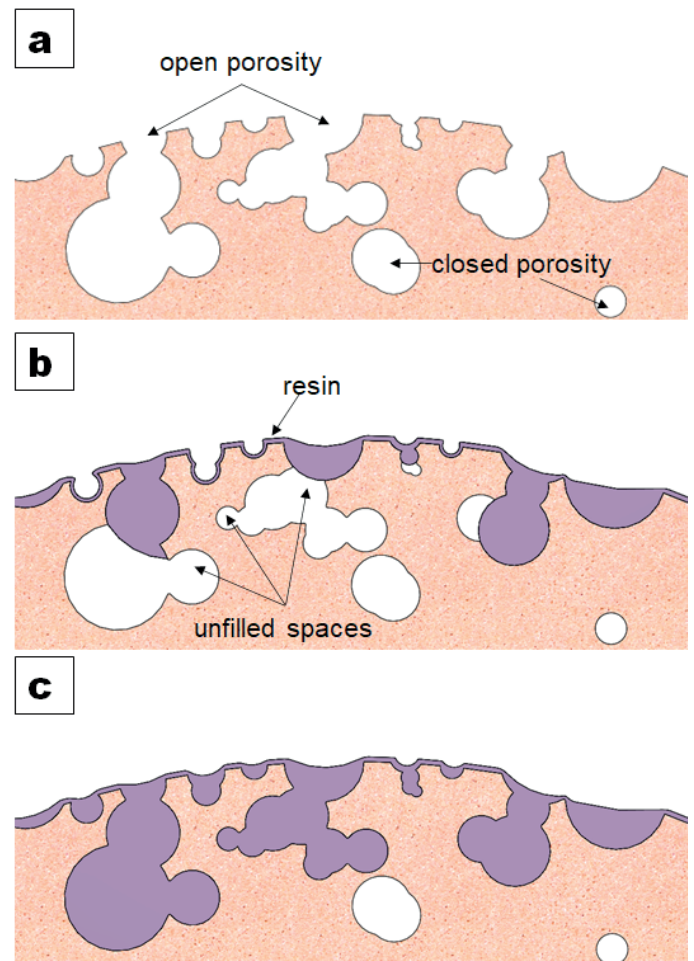 a
open porosity
closed porosity
b
resin
unfilled spaces
c